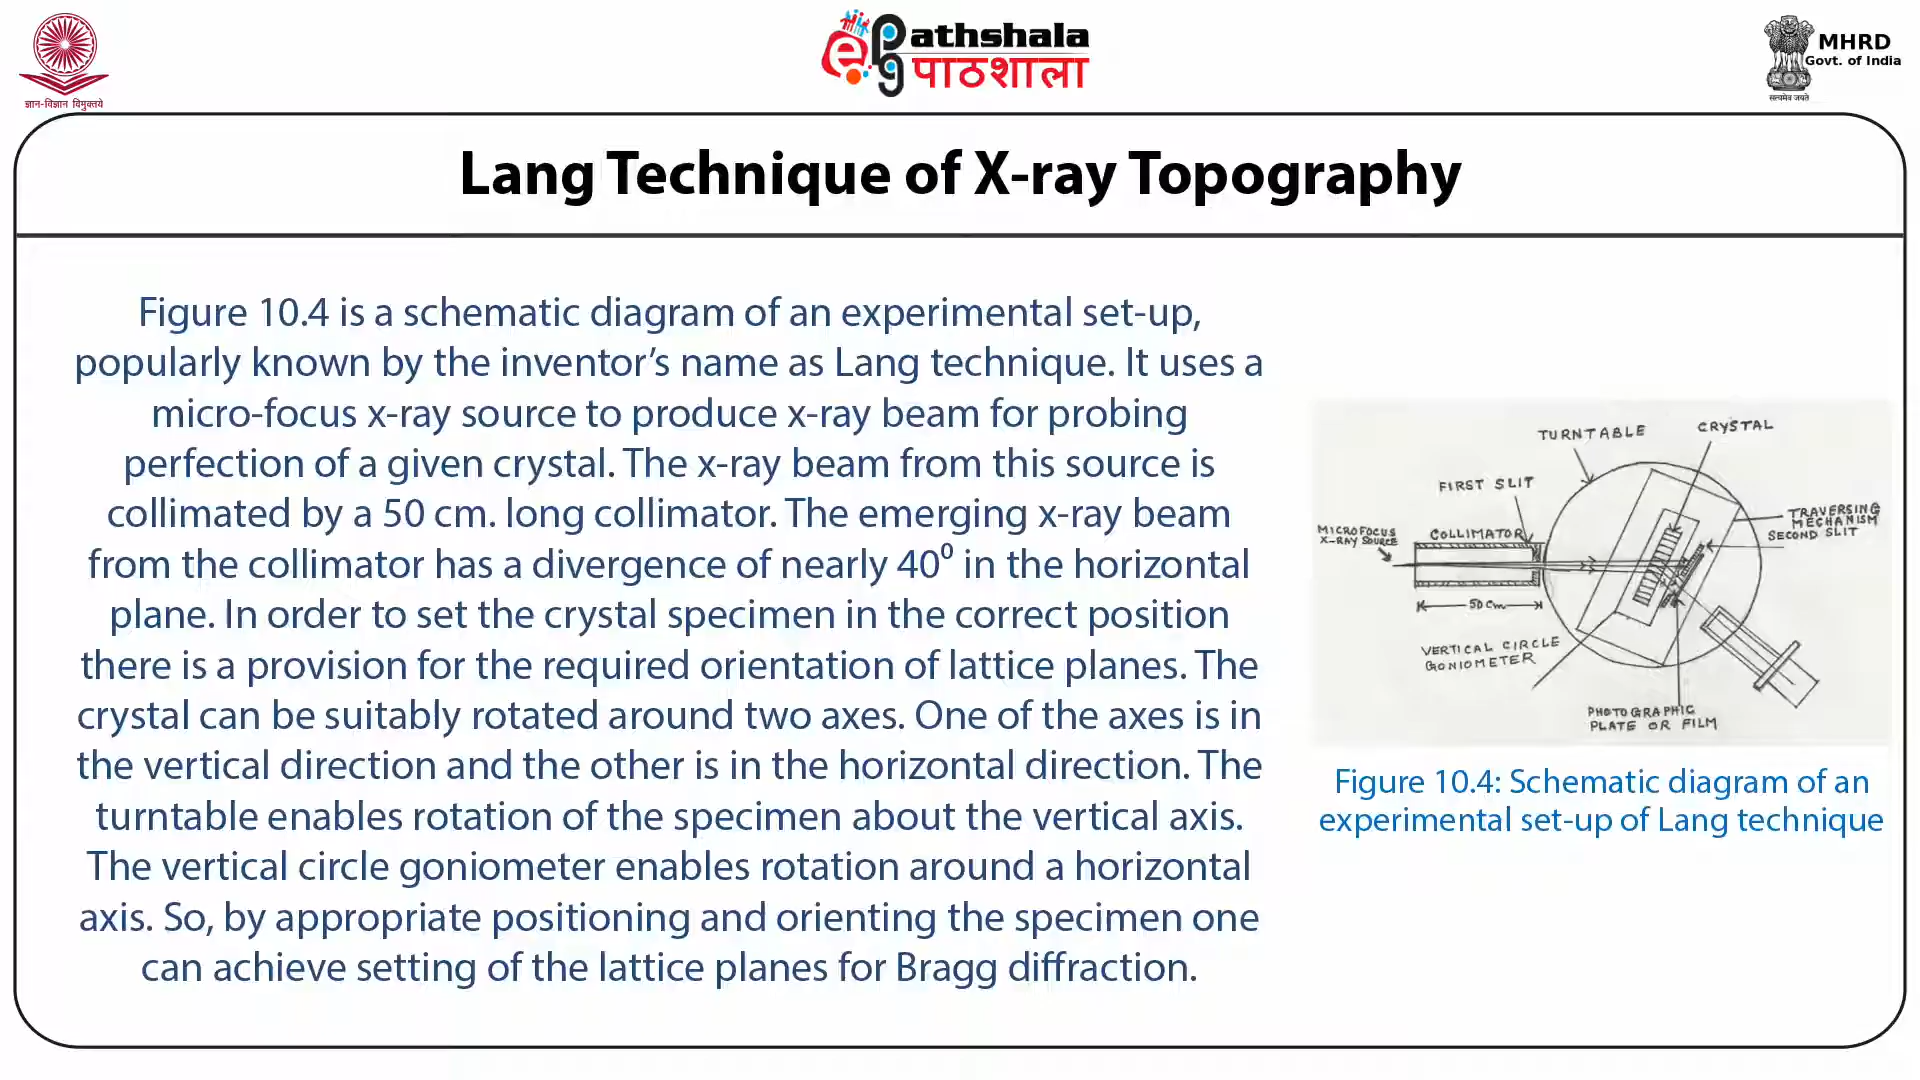 ज्ञान-विज्ञान विमुक्तये
ePathshala
पाठशाला
MHRD
Govt. of India
सत्यमेव जयते
Lang Technique of X-ray Topography
Figure 10.4 is a schematic diagram of an experimental set-up,
popularly known by the inventor’s name as Lang technique. It uses a
micro-focus x-ray source to produce x-ray beam for probing
perfection of a given crystal. The x-ray beam from this source is
collimated by a 50 cm. long collimator. The emerging x-ray beam
from the collimator has a divergence of nearly 40⁰ in the horizontal
plane. In order to set the crystal specimen in the correct position
there is a provision for the required orientation of lattice planes. The
crystal can be suitably rotated around two axes. One of the axes is in
the vertical direction and the other is in the horizontal direction. The
turntable enables rotation of the specimen about the vertical axis.
The vertical circle goniometer enables rotation around a horizontal
axis. So, by appropriate positioning and orienting the specimen one
can achieve setting of the lattice planes for Bragg diffraction.
TURNTABLE
CRYSTAL
FIRST SLIT
TRAVERSING
MECHANISM
SECOND SLIT
MICROFOCUS
X-RAY SOURCE
COLLIMATOR
50 Cm
VERTICAL CIRCLE
GONIOMETER
PHOTOGRAPHIC
PLATE OR FILM
Figure 10.4: Schematic diagram of an
experimental set-up of Lang technique